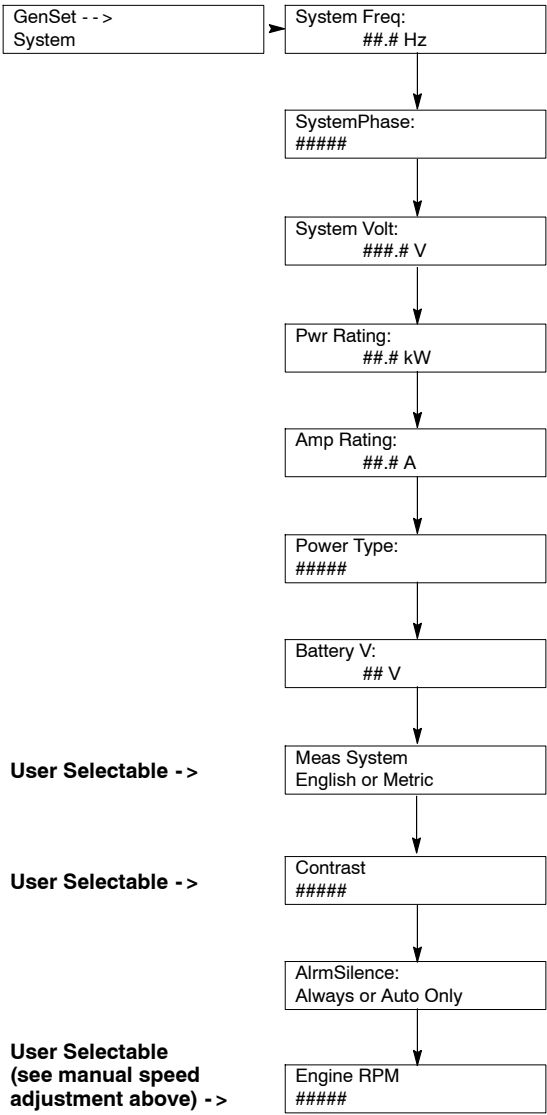 GenSet -->
System
System Freq:
##.# Hz
SystemPhase:
#####
System Volt:
###.# V
Pwr Rating:
##.# kW
Amp Rating:
##.# A
Power Type:
#####
Battery V:
## V
User Selectable ->
Meas System
English or Metric
User Selectable ->
Contrast
#####
AlrmSilence:
Always or Auto Only
User Selectable
(see manual speed
adjustment above) ->
Engine RPM
#####